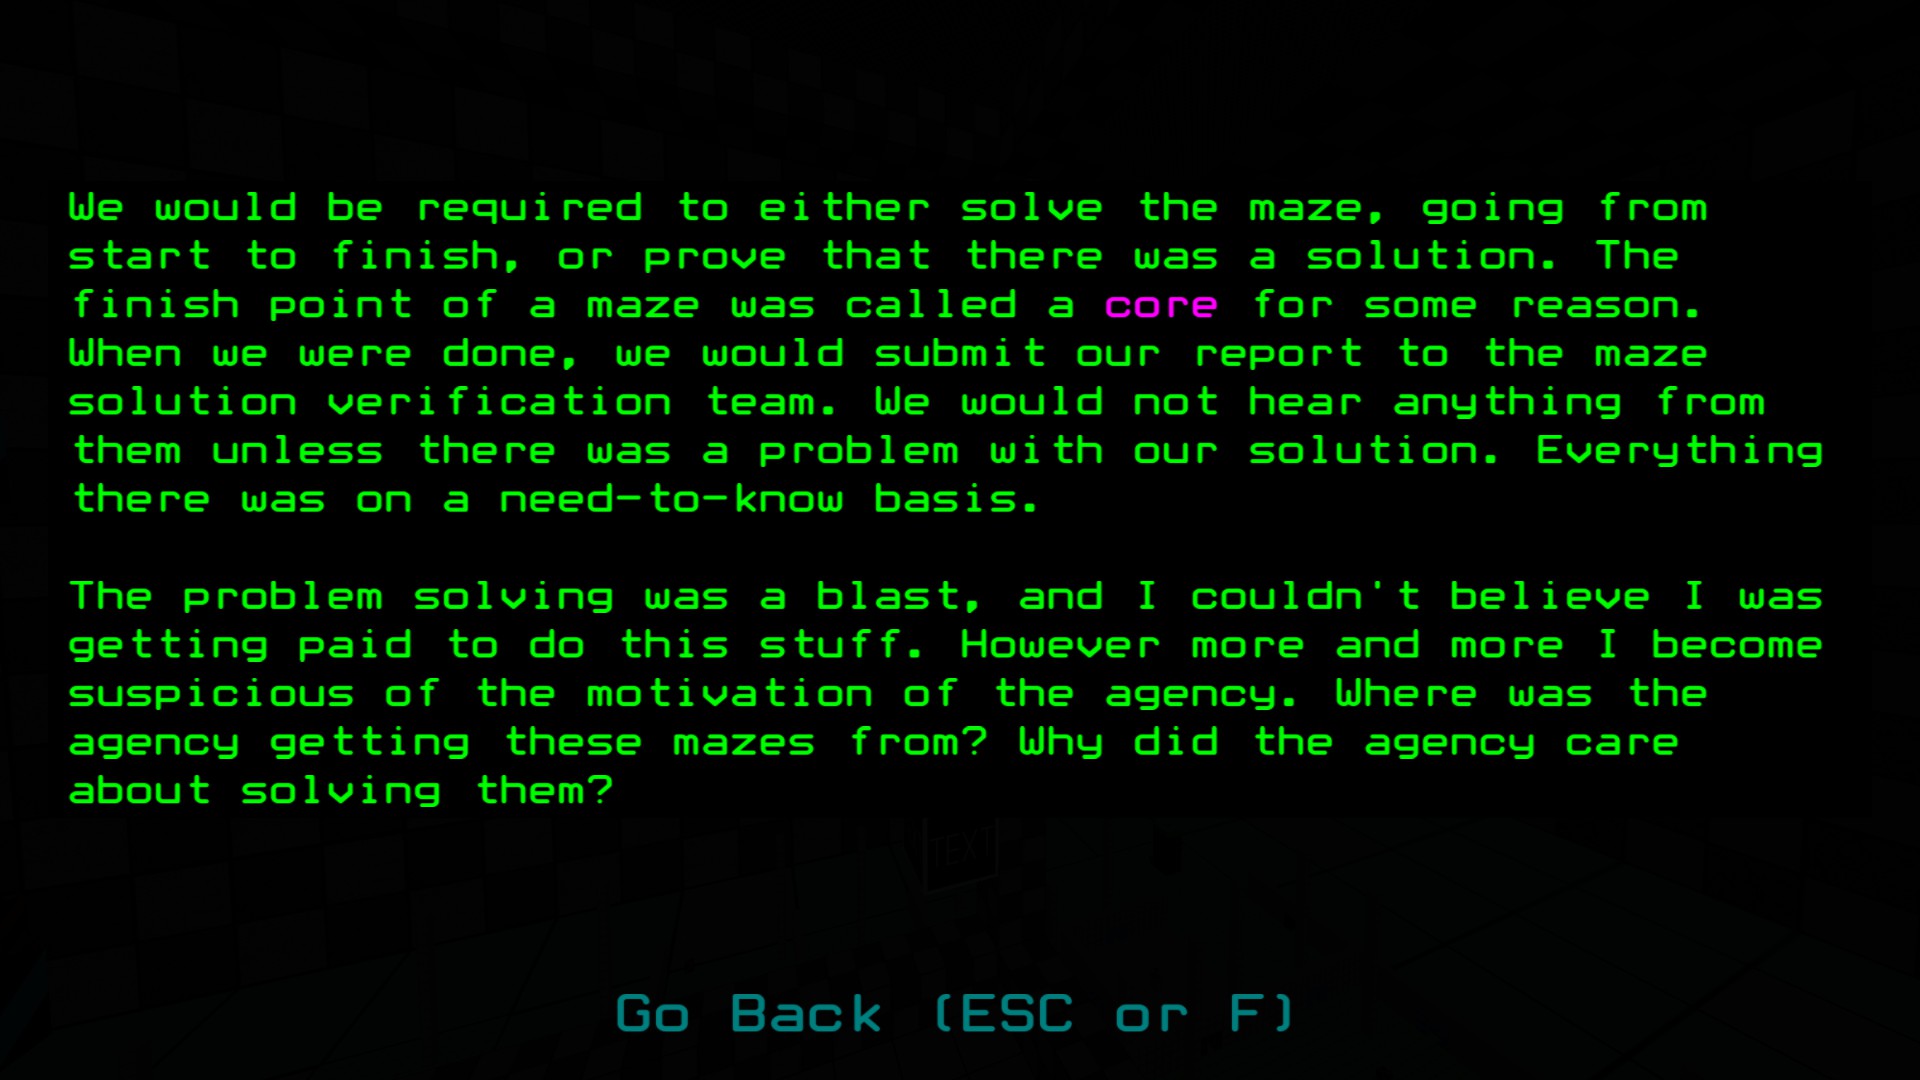 We would be required to either solve the maze, going from
start to finish, or prove that there was a solution. The
finish point of a maze was called a core for some reason.
When we were done, we would submit our report to the maze
solution verification team. We would not hear anything from
them unless there was a problem with our solution. Everything
there was on a need-to-know basis.
The problem solving was a blast, and I couldn't believe I was
getting paid to do this stuff. However more and more I become
suspicious of the motivation of the agency. Where was the
agency getting these mazes from? Why did the agency care
about solving them?
TEXT
Go Back (ESC or F)